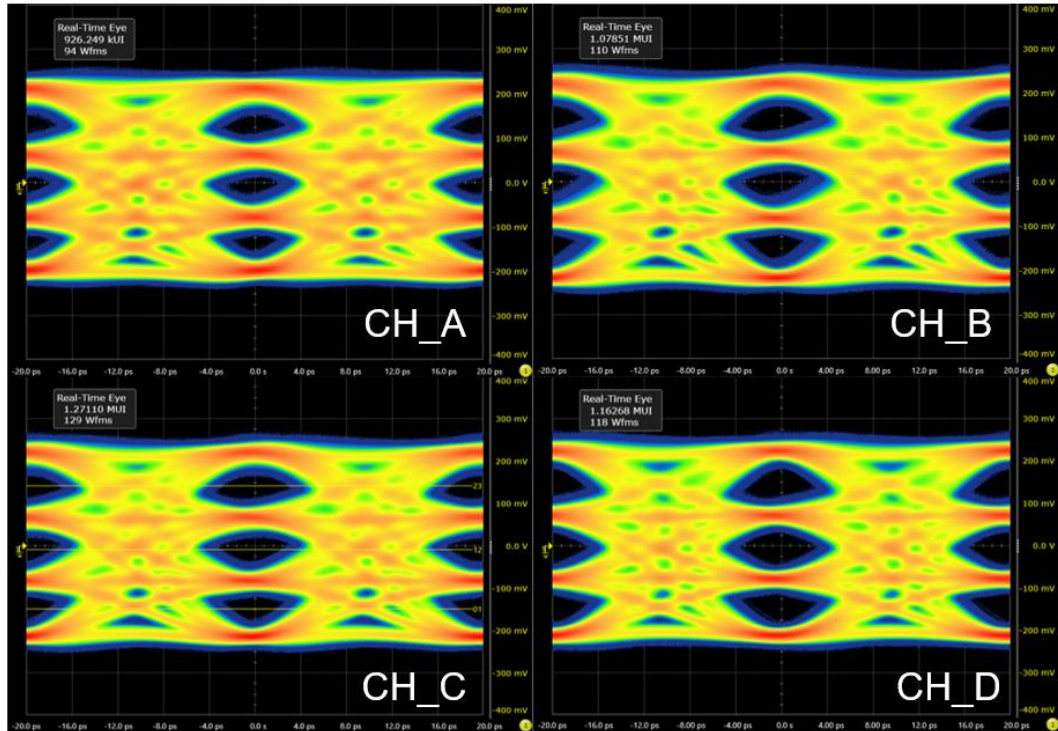 Real-Time Eye
926.249 kUI
94 Wfms
400 mV
300 mV
200 mV
100 mV
0.0 V
-100 mV
-200 mV
-300 mV
-400 mV
CH_A
-20.0 ps -16.0 ps -12.0 ps -8.0 ps -4.0 ps 0.0 s 4.0 ps 8.00 ps 12.0 ps 16.0 ps 20.0 ps
1
Real-Time Eye
1.07851 MUI
110 Wfms
400 mV
300 mV
200 mV
100 mV
0.0 V
-100 mV
-200 mV
-300 mV
-400 mV
CH_B
-20.0 ps -16.0 ps -12.0 ps -8.0 ps -4.0 ps 0.0 s 4.0 ps 8.00 ps 12.0 ps 16.0 ps 20.0 ps
1
Real-Time Eye
1.27110 MUI
129 Wfms
400 mV
300 mV
200 mV
23
100 mV
0.0 V
12
-100 mV
01
-200 mV
-300 mV
-400 mV
CH_C
-20.0 ps -16.0 ps -12.0 ps -8.0 ps -4.0 ps 0.0 s 4.0 ps 8.00 ps 12.0 ps 16.0 ps 20.0 ps
1
Real-Time Eye
1.16268 MUI
118 Wfms
400 mV
300 mV
200 mV
100 mV
0.0 V
-100 mV
-200 mV
-300 mV
-400 mV
CH_D
-20.0 ps -16.0 ps -12.0 ps -8.0 ps -4.0 ps 0.0 s 4.0 ps 8.00 ps 12.0 ps 16.0 ps 20.0 ps
1